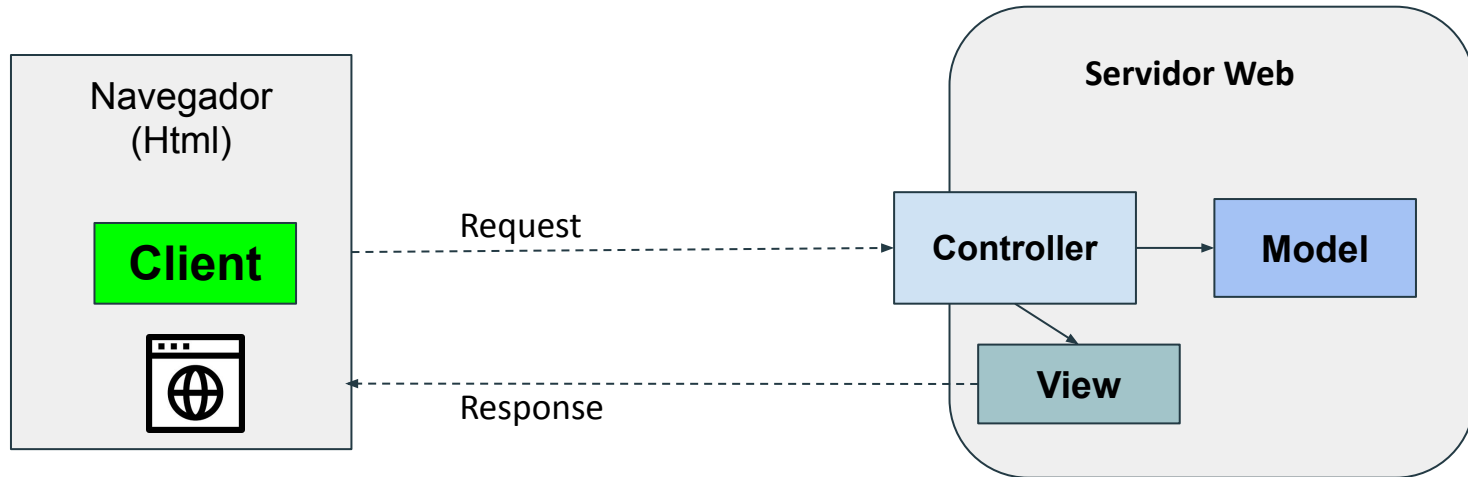 Navegador
(Html)
Client
Request
Response
Servidor Web
Controller
Model
View